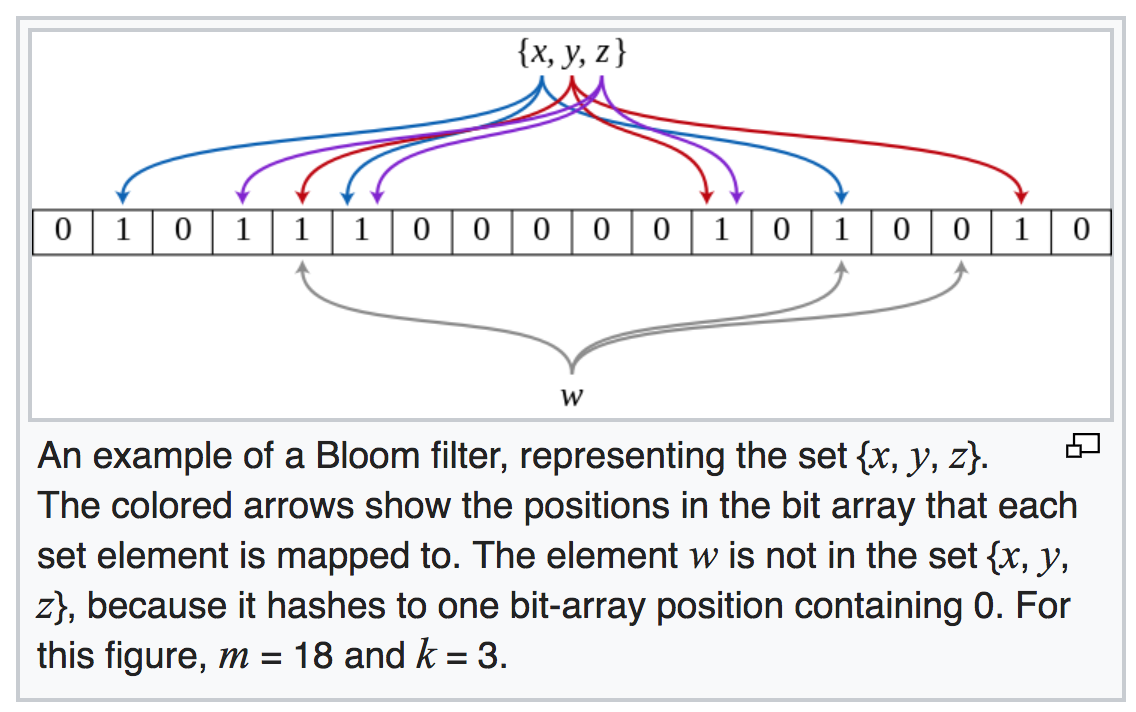 {x, y, z}
0 1 0 1 1 1 0 0 0 0 0 1 0 1 0 0 1 0
w
An example of a Bloom filter, representing the set {x, y, z}.
The colored arrows show the positions in the bit array that each
set element is mapped to. The element w is not in the set {x, y,
z}, because it hashes to one bit-array position containing 0. For
this figure, m = 18 and k = 3.